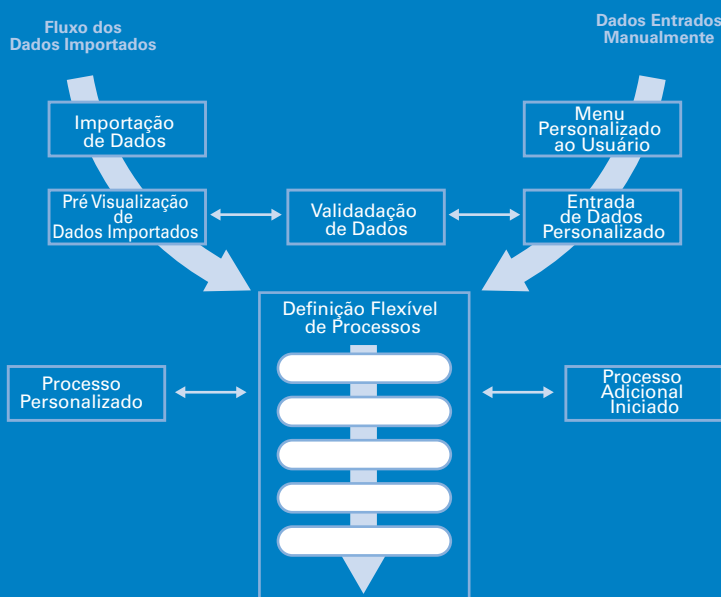 Fluxo dos
Dados Importados
Dados Entrados
Manualmente
Importação
de Dados
Menu
Personalizado
ao Usuário
Pré Visualização
de
Dados Importados
Validadação
de Dados
Entrada
de Dados
Personalizado
Definição Flexível
de Processos
Processo
Personalizado
Processo
Adicional
Iniciado